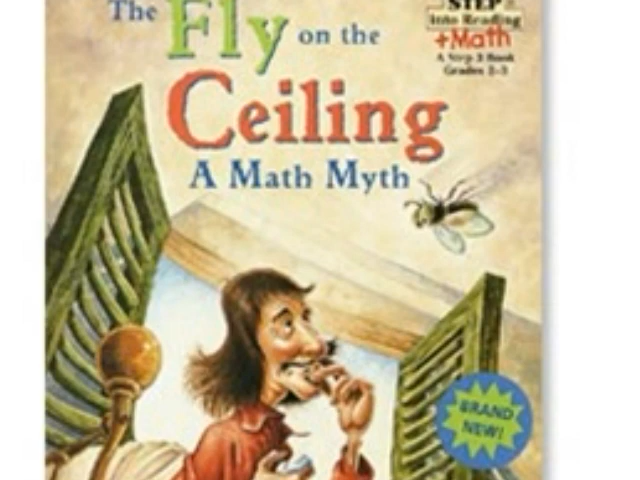 The Fly on the
Ceiling
A Math Myth
STEP
Into Reading
+Math
A Step 3 Book
Grades 2-3
BRAND
NEW!